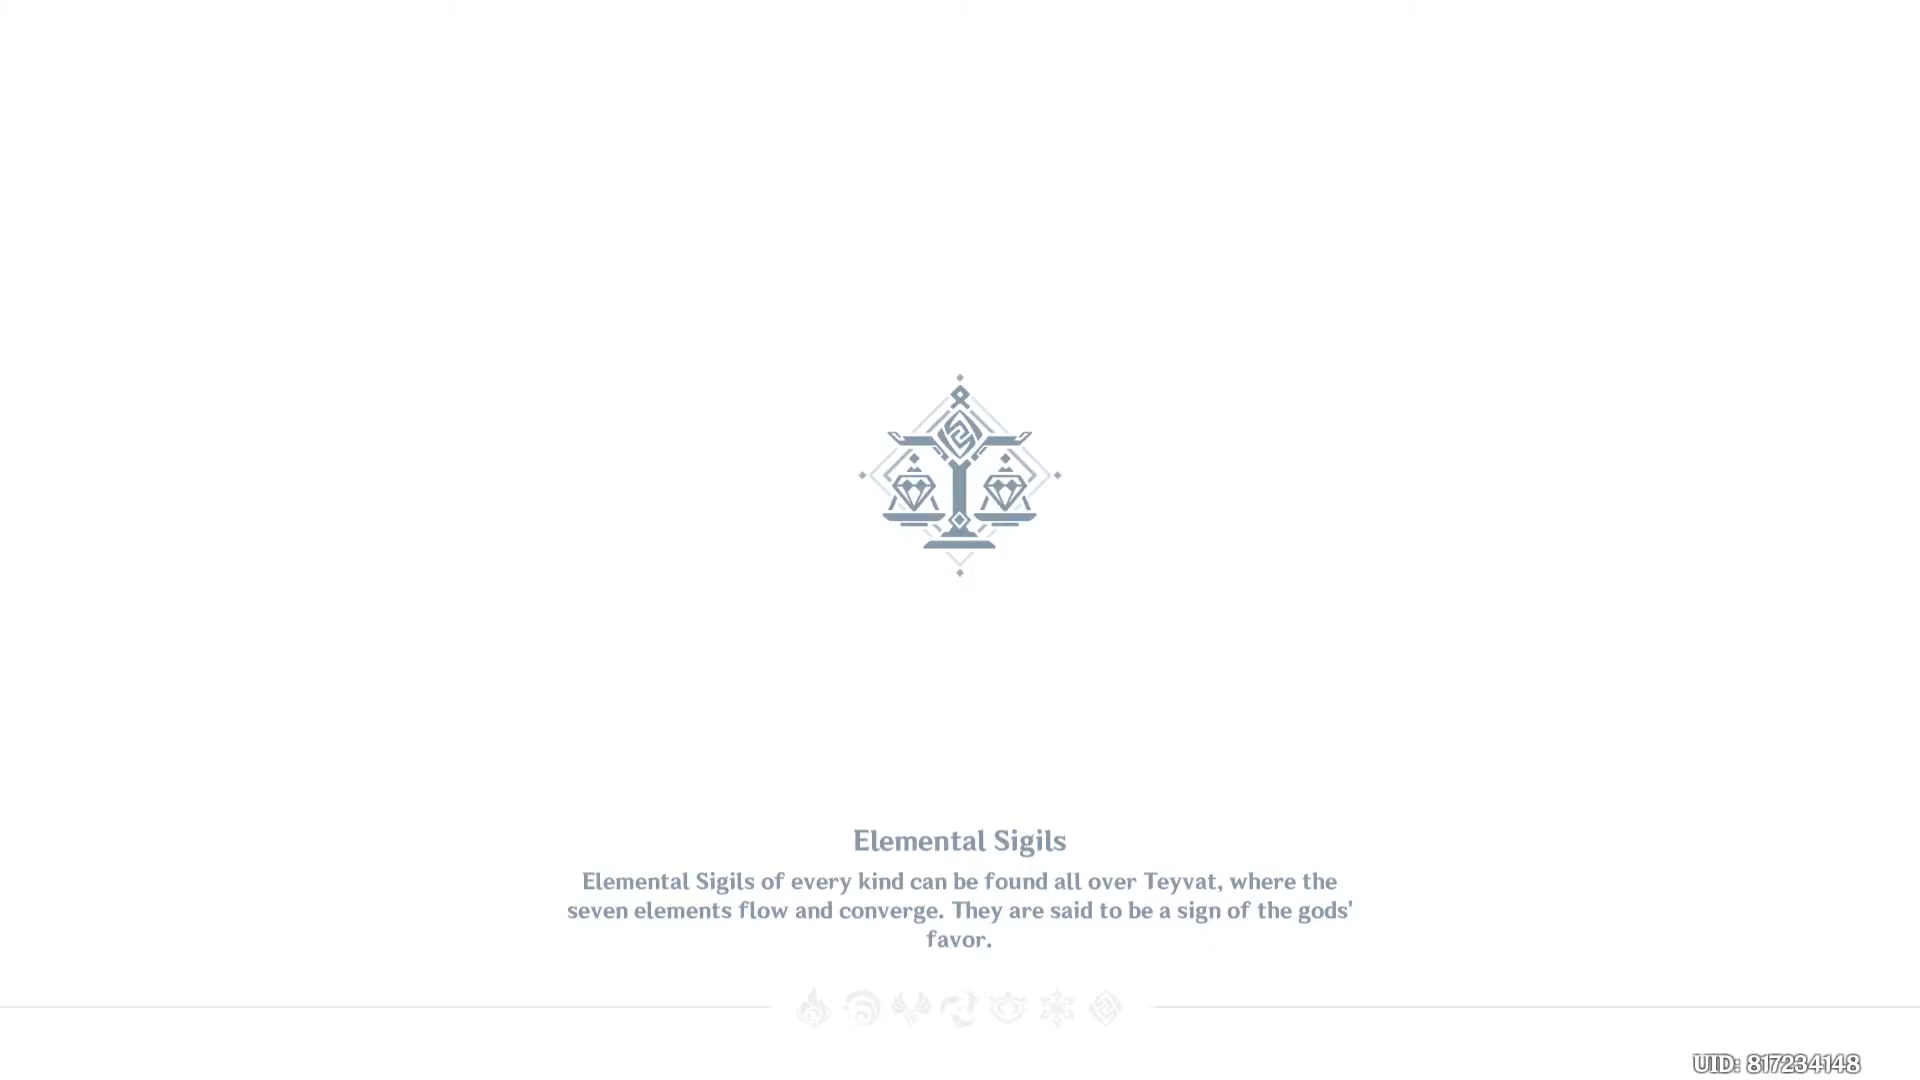 Elemental Sigils
Elemental Sigils of every kind can be found all over Teyvat, where the
seven elements flow and converge. They are said to be a sign of the gods'
favor.
UID: 817234148